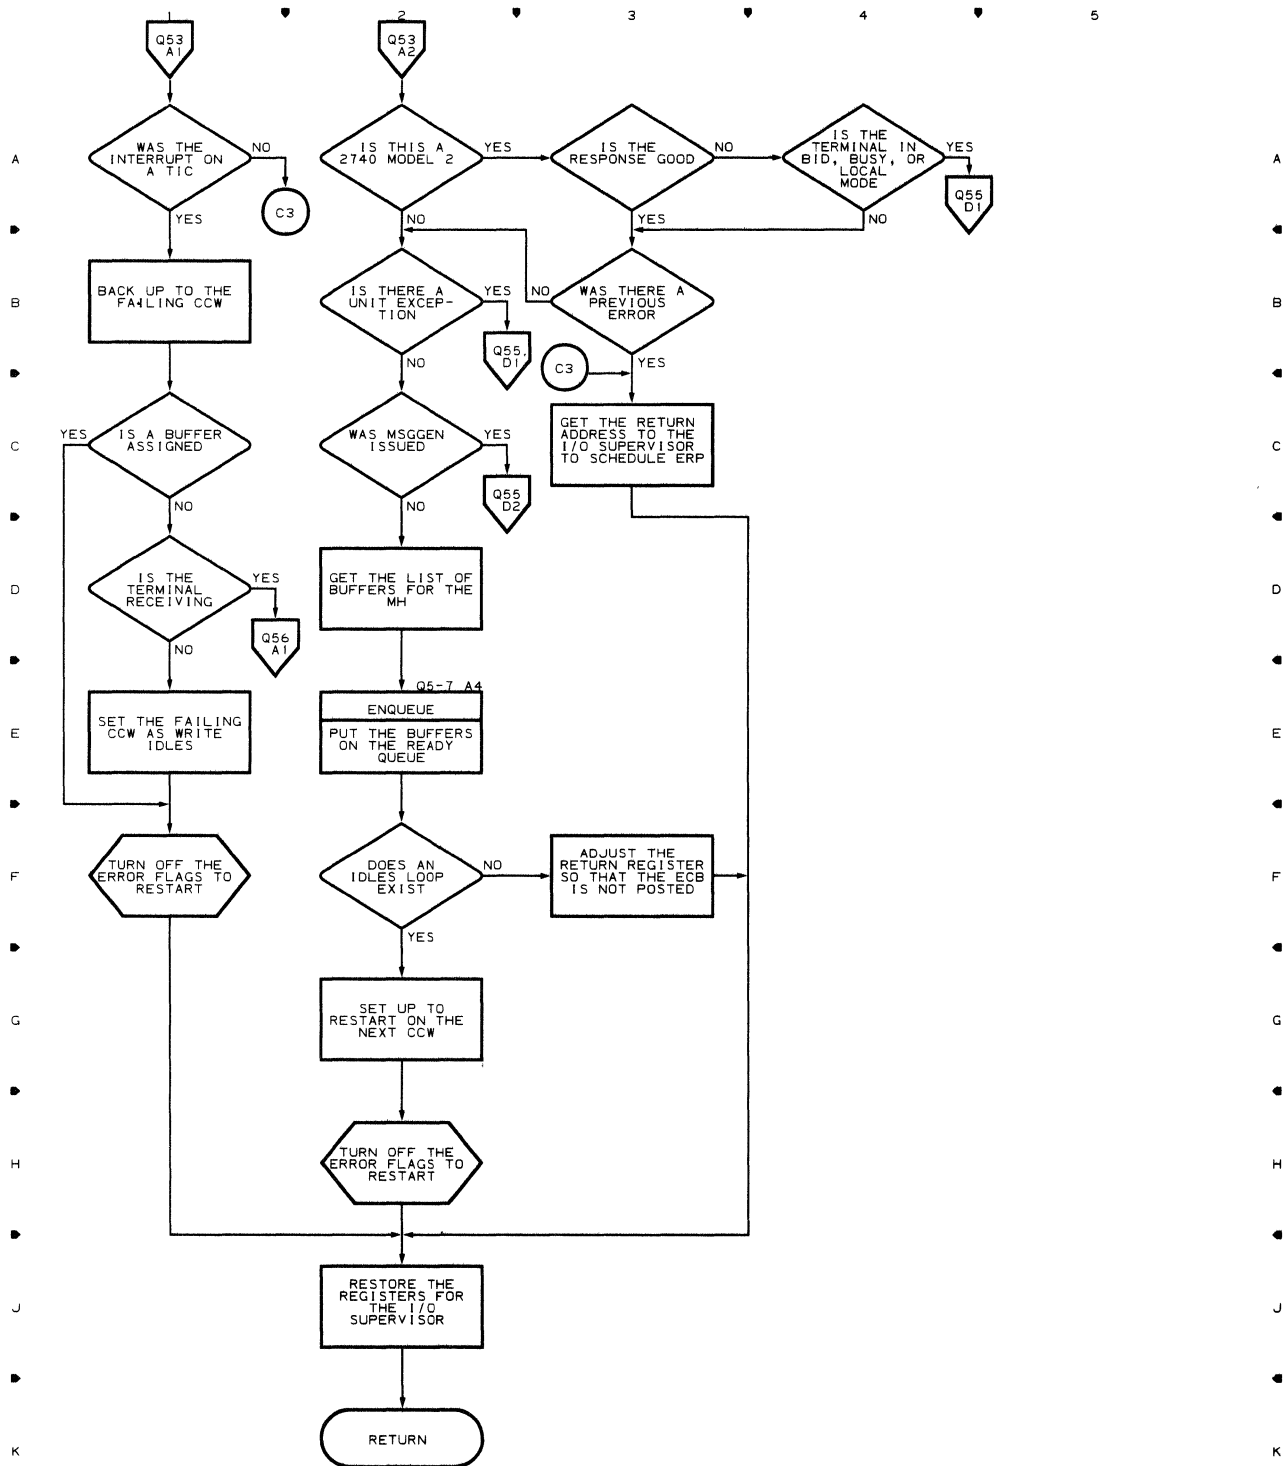 1
2
3
4
5
Q53
A1
Q53
A2
A
WAS THE
INTERRUPT ON
A TIC
NO
C3
YES
IS THIS A
2740 MODEL 2
YES
NO
IS THE
RESPONSE GOOD
NO
YES
IS THE
TERMINAL IN
BID, BUSY, OR
LOCAL
MODE
YES
Q55
D1
NO
A
B
BACK UP TO THE
FAILING CCW
IS THERE A
UNIT EXCEP-
TION
YES
Q55,
D1
NO
NO
WAS THERE A
PREVIOUS
ERROR
YES
C3
B
C
YES
IS A BUFFER
ASSIGNED
NO
WAS MSGGEN
ISSUED
YES
Q55
D2
NO
GET THE RETURN
ADDRESS TO THE
I/O SUPERVISOR
TO SCHEDULE ERP
C
D
IS THE
TERMINAL
RECEIVING
YES
Q56
A1
NO
GET THE LIST OF
BUFFERS FOR THE
MH
D
E
SET THE FAILING
CCW AS WRITE
IDLES
Q5-7 A4
ENQUEUE
PUT THE BUFFERS
ON THE READY
QUEUE
E
F
TURN OFF THE
ERROR FLAGS TO
RESTART
DOES AN
IDLES LOOP
EXIST
NO
YES
ADJUST THE
RETURN REGISTER
SO THAT THE ECB
IS NOT POSTED
F
G
SET UP TO
RESTART ON THE
NEXT CCW
G
H
TURN OFF THE
ERROR FLAGS TO
RESTART
H
J
RESTORE THE
REGISTERS FOR
THE I/O
SUPERVISOR
J
K
RETURN
K